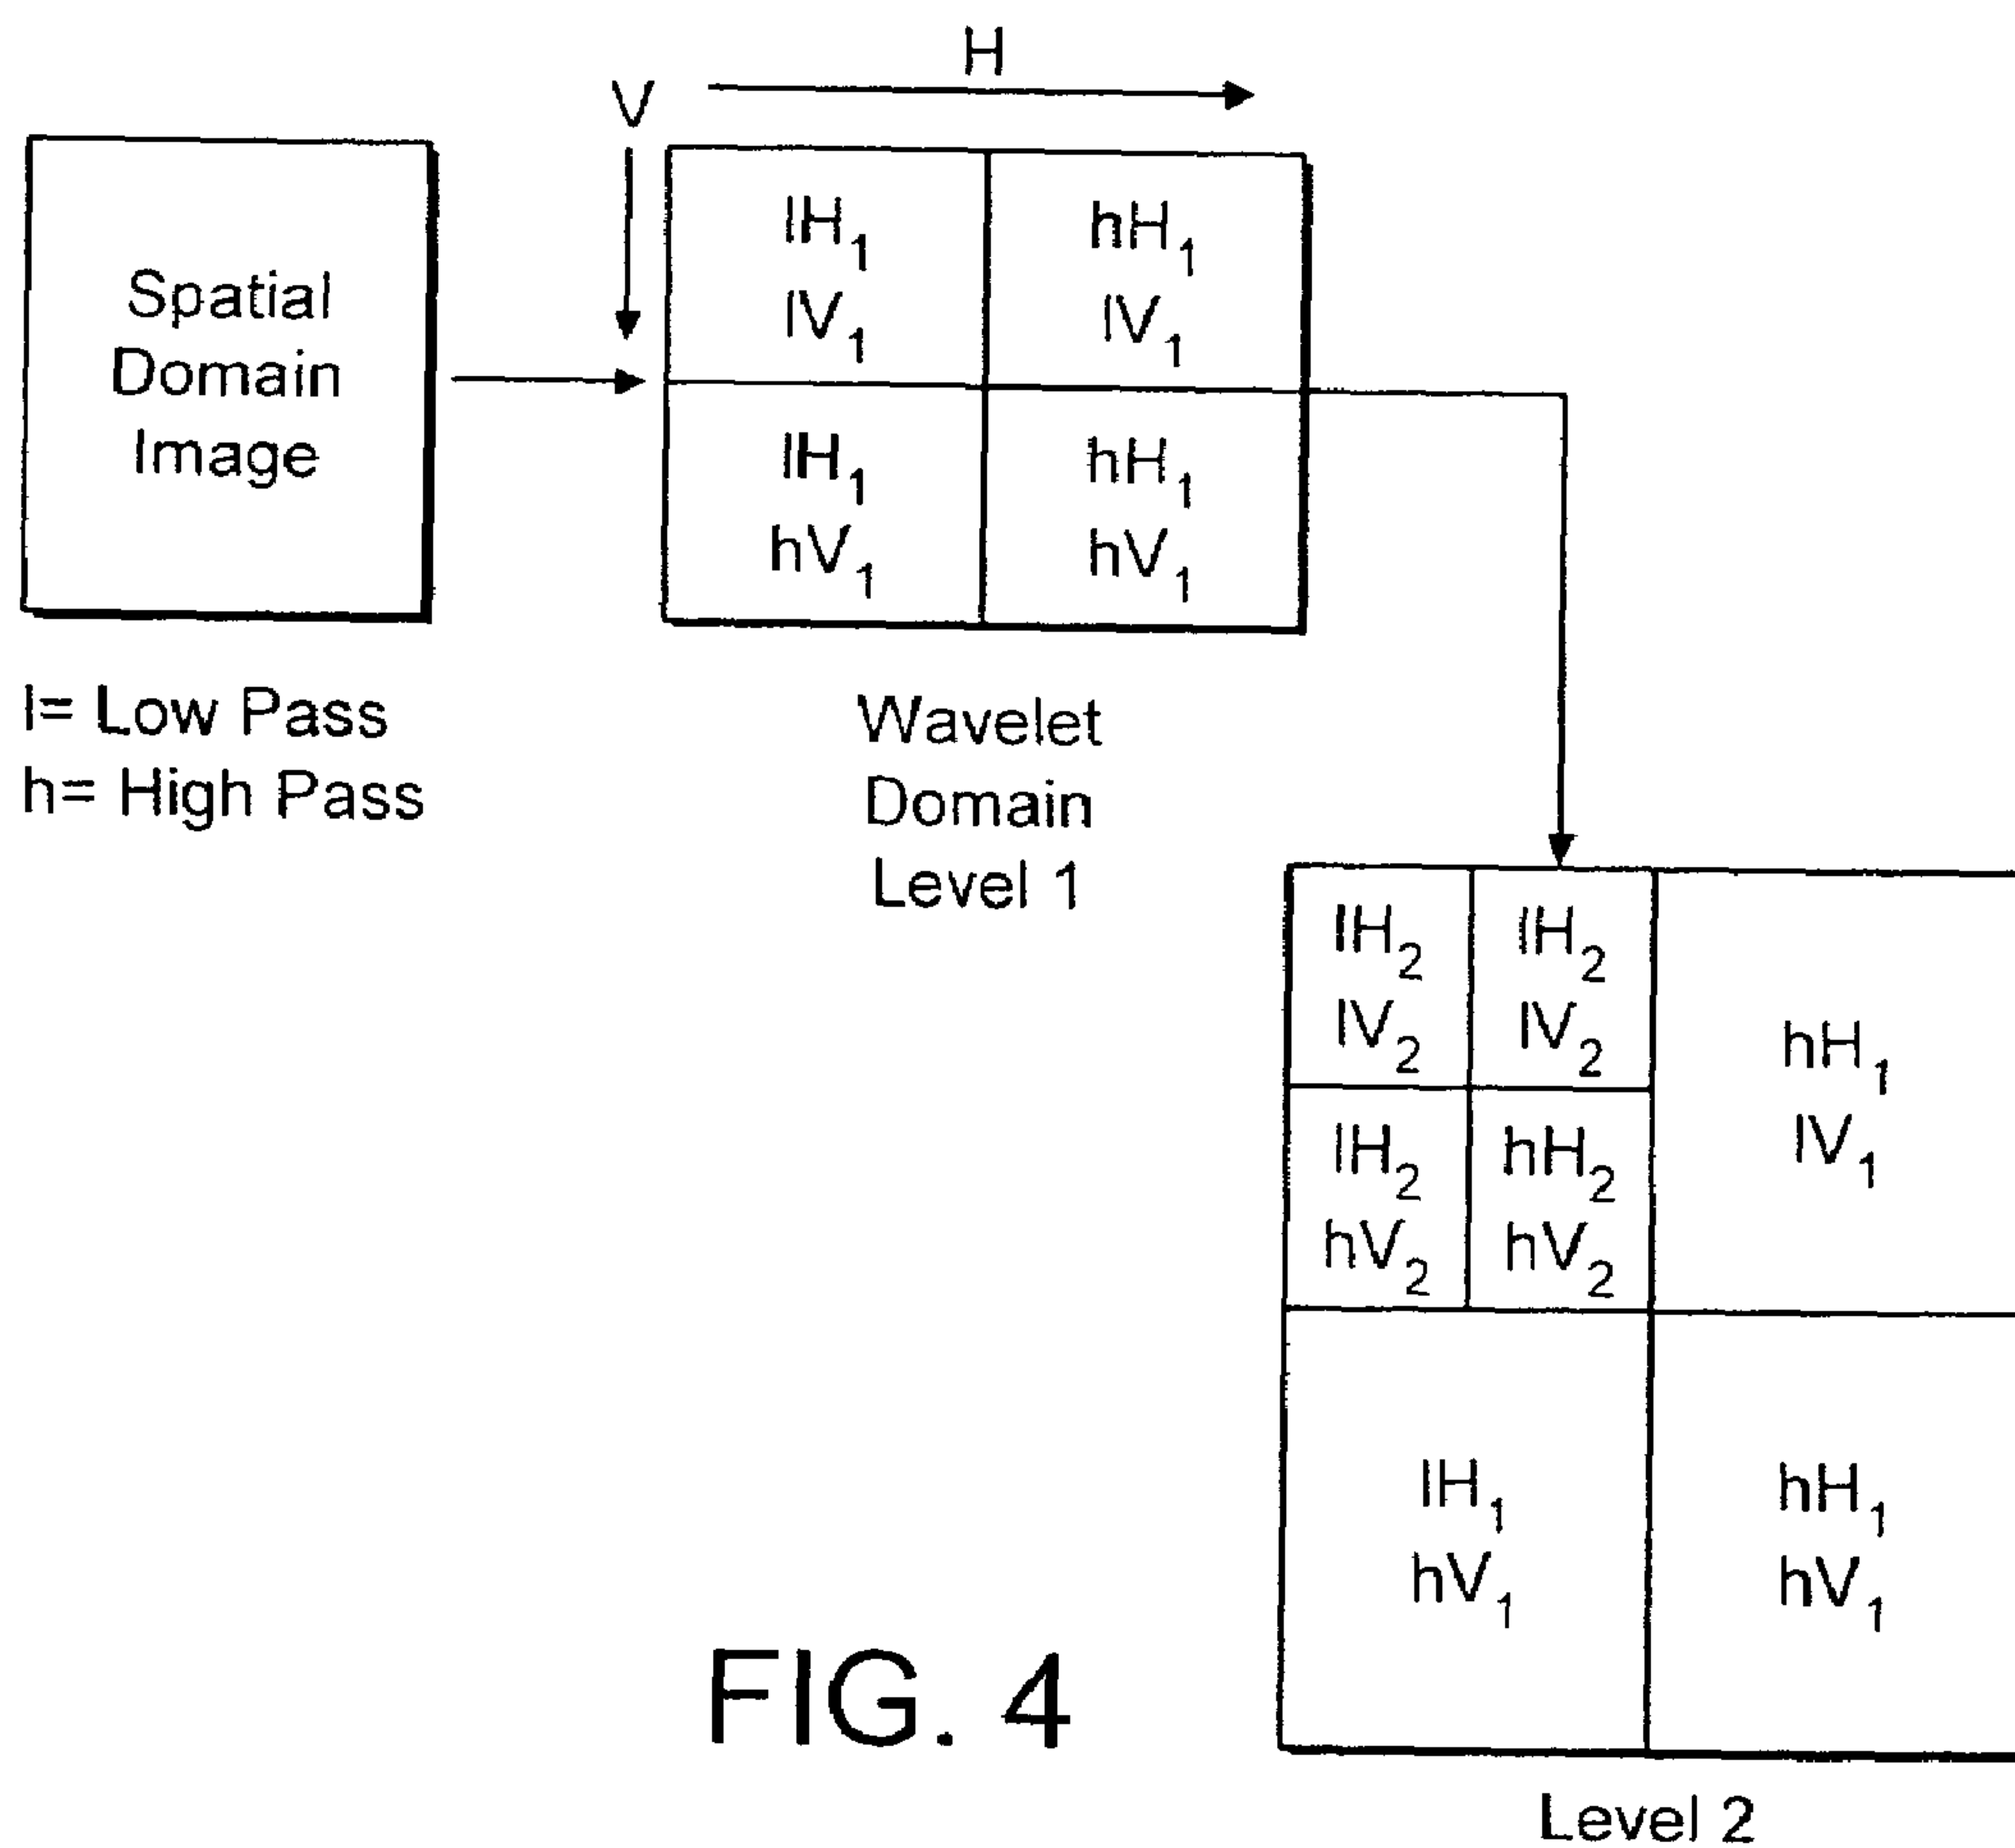 H
V
Spatial
Domain
Image
lH1 hH1
lV1 lV1
lH1 hH1
hV1 hV1
l= Low Pass
h= High Pass
Wavelet
Domain
Level 1
lH2 lH2
lV2 lV2
hH1
lV1
lH2 hH2
hV2 hV2
lH1 hH1
hV1 hV1
FIG. 4
Level 2